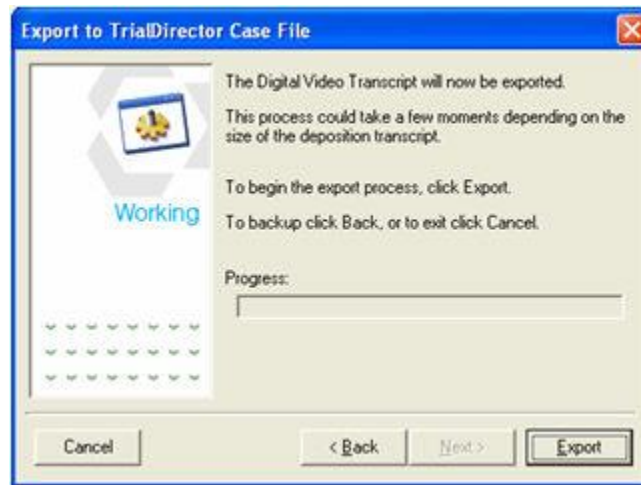 Export to TrialDirector Case File
The Digital Video Transcript will now be exported.
This process could take a few moments depending on the
size of the deposition transcript.
To begin the export process, click Export.
Working
To backup click Back, or to exit click Cancel.
Progress:
Cancel
< Back
Next >
Export